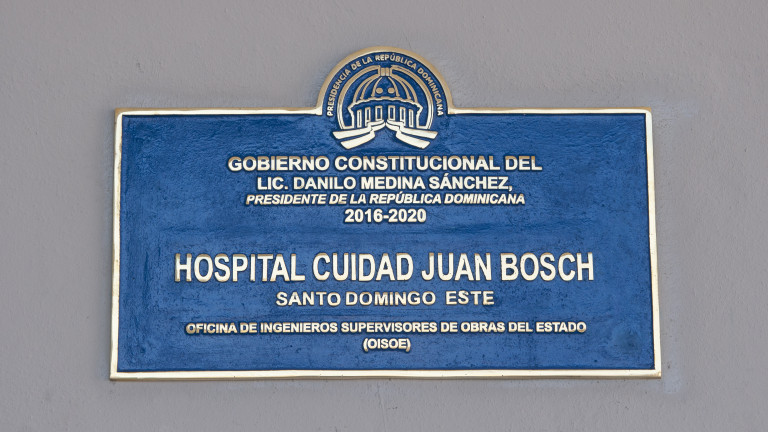 PRESIDENCIA DE LA REPÚBLICA DOMINICANA
GOBIERNO CONSTITUCIONAL DEL
LIC. DANILO MEDINA SÁNCHEZ,
PRESIDENTE DE LA REPÚBLICA DOMINICANA
2016-2020
HOSPITAL CUIDAD JUAN BOSCH
SANTO DOMINGO ESTE
OFICINA DE INGENIEROS SUPERVISORES DE OBRAS DEL ESTADO
(OISOE)